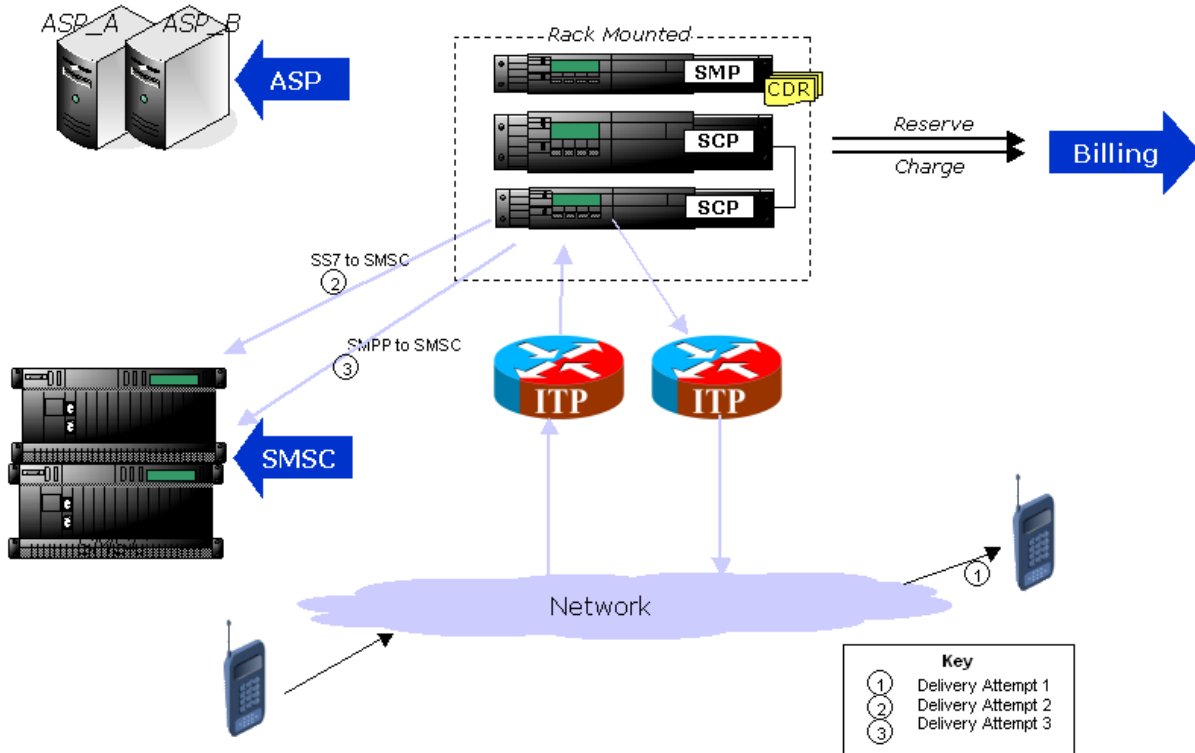 ASP_A
ASP_B
ASP
Rack Mounted
SMP
CDR
SCP
SCP
Reserve
Charge
Billing
SS7 to SMSC
2
SMPP to SMSC
3
ITP
ITP
SMSC
1
Network
Key
1 Delivery Attempt 1
2 Delivery Attempt 2
3 Delivery Attempt 3